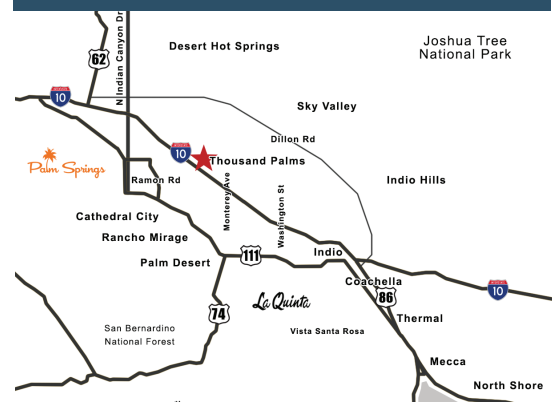 N Indian Canyon Dr
62
Desert Hot Springs
Joshua Tree
National Park
10
Sky Valley
Dillon Rd
10
Thousand Palms
Palm Springs
Ramon Rd
Indio Hills
Monterey Ave
Washington St
Cathedral City
Rancho Mirage
111
Indio
Palm Desert
Coachella
10
86
La Quinta
74
Thermal
San Bernardino
National Forest
Vista Santa Rosa
Mecca
North Shore